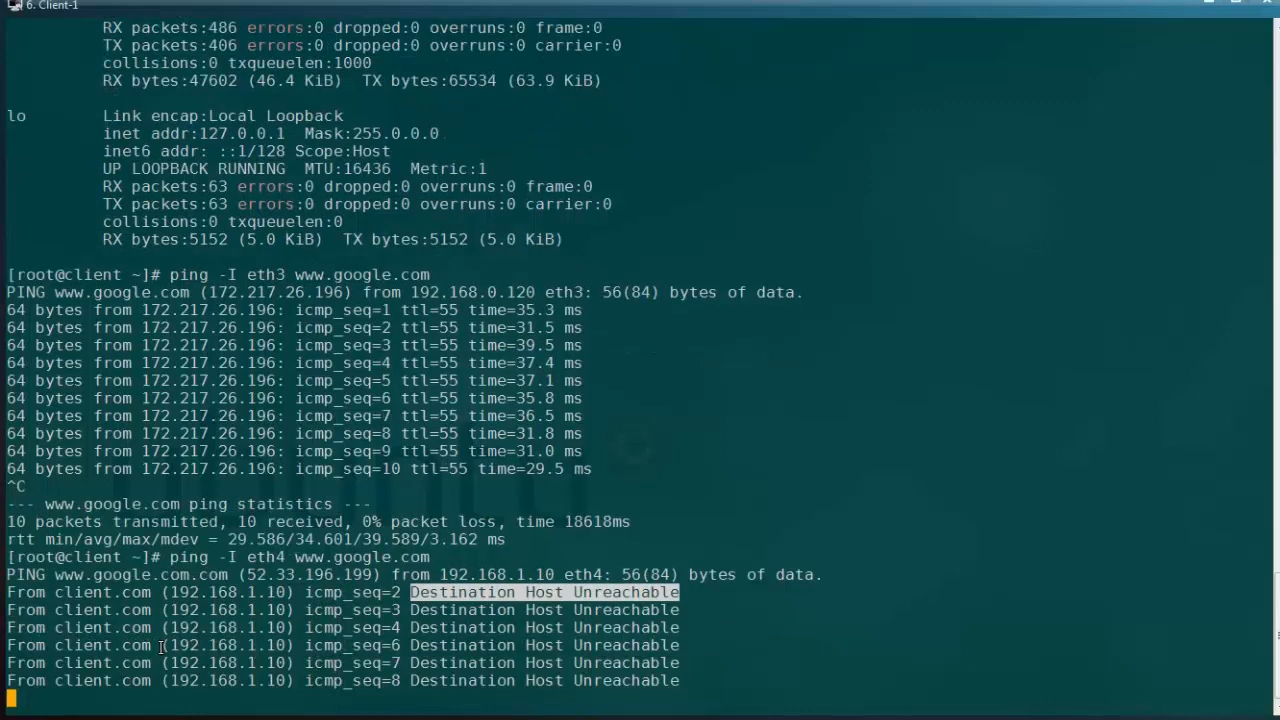 6. Client-1
RX packets:486 errors:0 dropped:0 overruns:0 frame:0
TX packets:406 errors:0 dropped:0 overruns:0 carrier:0
collisions:0 txqueuelen:1000
RX bytes:47602 (46.4 KiB)  TX bytes:65534 (63.9 KiB)
lo        Link encap:Local Loopback
inet addr:127.0.0.1  Mask:255.0.0.0
inet6 addr: ::1/128 Scope:Host
UP LOOPBACK RUNNING  MTU:16436  Metric:1
RX packets:63 errors:0 dropped:0 overruns:0 frame:0
TX packets:63 errors:0 dropped:0 overruns:0 carrier:0
collisions:0 txqueuelen:0
RX bytes:5152 (5.0 KiB)  TX bytes:5152 (5.0 KiB)
[root@client ~]# ping -I eth3 www.google.com
PING www.google.com (172.217.26.196) from 192.168.0.120 eth3: 56(84) bytes of data.
64 bytes from 172.217.26.196: icmp_seq=1 ttl=55 time=35.3 ms
64 bytes from 172.217.26.196: icmp_seq=2 ttl=55 time=31.5 ms
64 bytes from 172.217.26.196: icmp_seq=3 ttl=55 time=39.5 ms
64 bytes from 172.217.26.196: icmp_seq=4 ttl=55 time=37.4 ms
64 bytes from 172.217.26.196: icmp_seq=5 ttl=55 time=37.1 ms
64 bytes from 172.217.26.196: icmp_seq=6 ttl=55 time=35.8 ms
64 bytes from 172.217.26.196: icmp_seq=7 ttl=55 time=36.5 ms
64 bytes from 172.217.26.196: icmp_seq=8 ttl=55 time=31.8 ms
64 bytes from 172.217.26.196: icmp_seq=9 ttl=55 time=31.0 ms
64 bytes from 172.217.26.196: icmp_seq=10 ttl=55 time=29.5 ms
^C
--- www.google.com ping statistics ---
10 packets transmitted, 10 received, 0% packet loss, time 18618ms
rtt min/avg/max/mdev = 29.586/34.601/39.589/3.162 ms
[root@client ~]# ping -I eth4 www.google.com
PING www.google.com.com (52.33.196.199) from 192.168.1.10 eth4: 56(84) bytes of data.
From client.com (192.168.1.10) icmp_seq=2 Destination Host Unreachable
From client.com (192.168.1.10) icmp_seq=3 Destination Host Unreachable
From client.com (192.168.1.10) icmp_seq=4 Destination Host Unreachable
From client.com (192.168.1.10) icmp_seq=6 Destination Host Unreachable
From client.com (192.168.1.10) icmp_seq=7 Destination Host Unreachable
From client.com (192.168.1.10) icmp_seq=8 Destination Host Unreachable